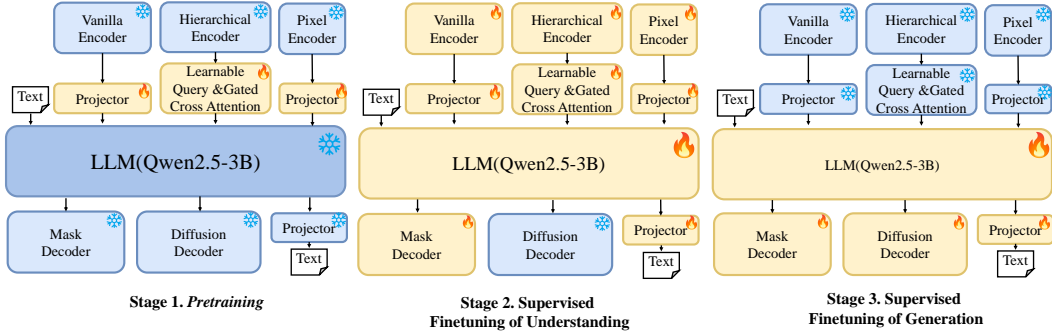 Vanilla
Encoder
Hierarchical
Encoder
Pixel
Encoder
Text
Projector
Learnable
Query &Gated
Cross Attention
Projector
LLM(Qwen2.5-3B)
Mask
Decoder
Diffusion
Decoder
Projector
Text
Stage 1. Pretraining
Vanilla
Encoder
Hierarchical
Encoder
Pixel
Encoder
Text
Projector
Learnable
Query &Gated
Cross Attention
Projector
LLM(Qwen2.5-3B)
Mask
Decoder
Diffusion
Decoder
Projector
Text
Stage 2. Supervised
Finetuning of Understanding
Vanilla
Encoder
Hierarchical
Encoder
Pixel
Encoder
Text
Projector
Learnable
Query &Gated
Cross Attention
Projector
LLM(Qwen2.5-3B)
Mask
Decoder
Diffusion
Decoder
Projector
Text
Stage 3. Supervised
Finetuning of Generation